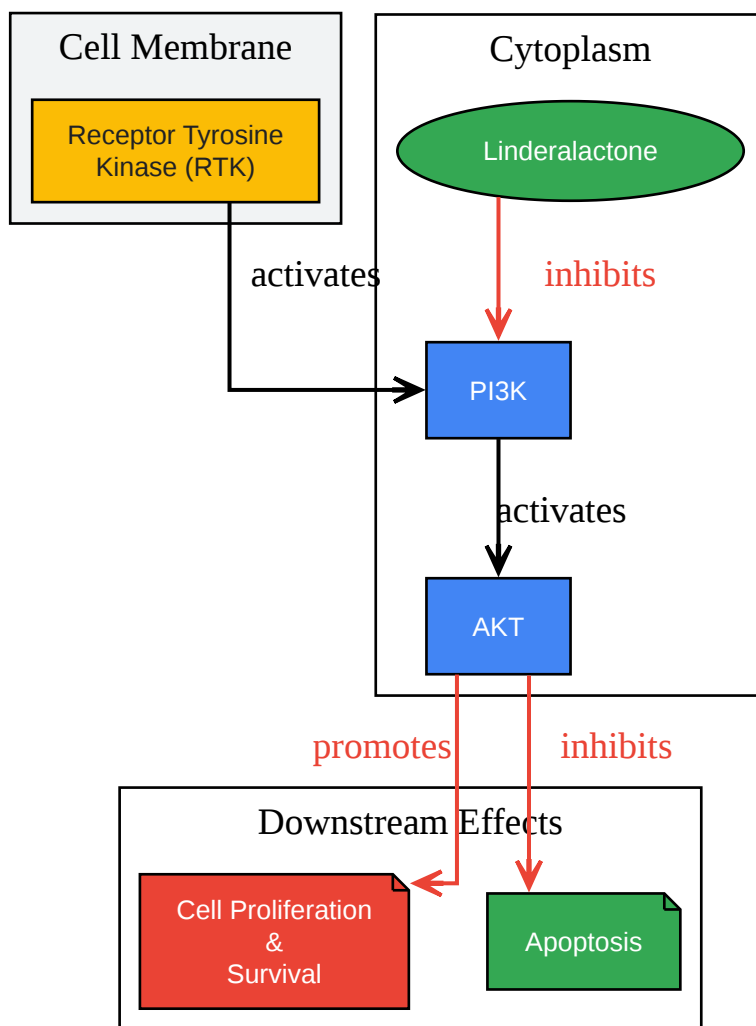 Cell Membrane
Receptor Tyrosine
Kinase (RTK)
Cytoplasm
Linderalactone
activates
inhibits
PI3K
activates
AKT
promotes
inhibits
Downstream Effects
Cell Proliferation
&
Survival
Apoptosis